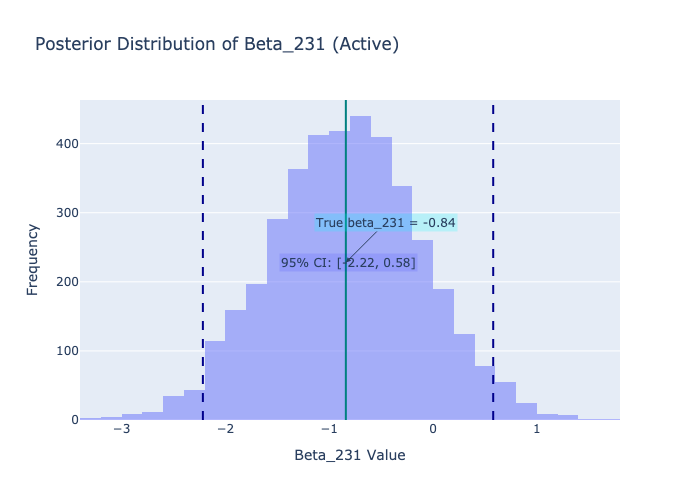 Posterior Distribution of Beta_231 (Active)
400
300
200
100
0
Frequency
True beta_231 = -0.84
95% CI: [-2.22, 0.58]
−3
−2
−1
0
1
Beta_231 Value